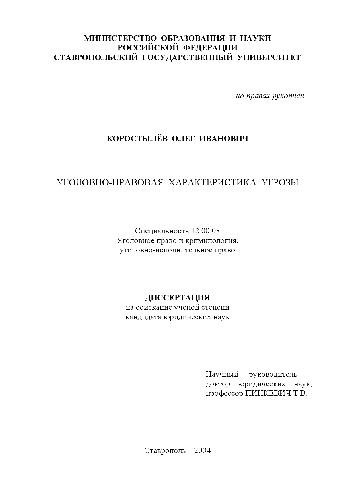 МИНИСТЕРСТВО ОБРАЗОВАНИЯ И НАУКИ
РОССИЙСКОЙ ФЕДЕРАЦИИ
СТАВРОПОЛЬСКИЙ ГОСУДАРСТВЕННЫЙ УНИВЕРСИТЕТ
на правах рукописи
КОРОСТЫЛЁВ ОЛЕГ ИВАНОВИЧ
УГОЛОВНО-ПРАВОВАЯ ХАРАКТЕРИСТИКА УГРОЗЫ
Специальность 12.00.08
Уголовное право и криминология;
уголовно-исполнительное право
ДИССЕРТАЦИЯ
на соискание ученой степени
кандидата юридических наук
Научный руководитель
доктор юридических наук,
профессор ПИНКЕВИЧ Т.В.
Ставрополь 2004